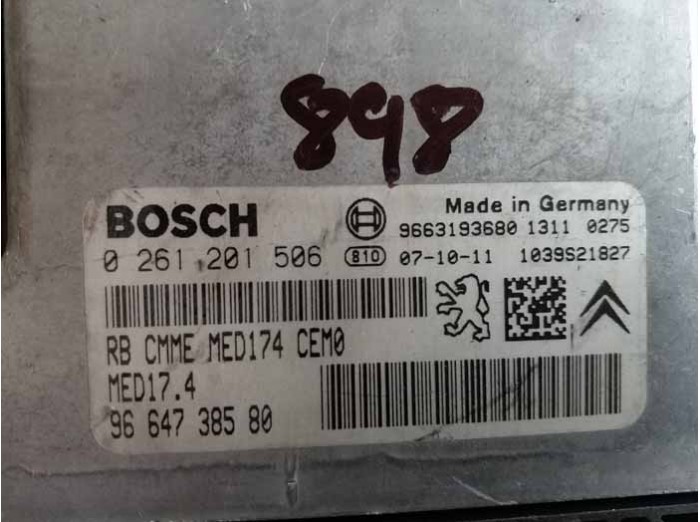 898
BOSCH
Made in Germany
9663193680 1311 0275
0 261 201 506 810 07-10-11 1039S21827
RB CMME MED174 CEM0
MED17.4
96 647 385 80